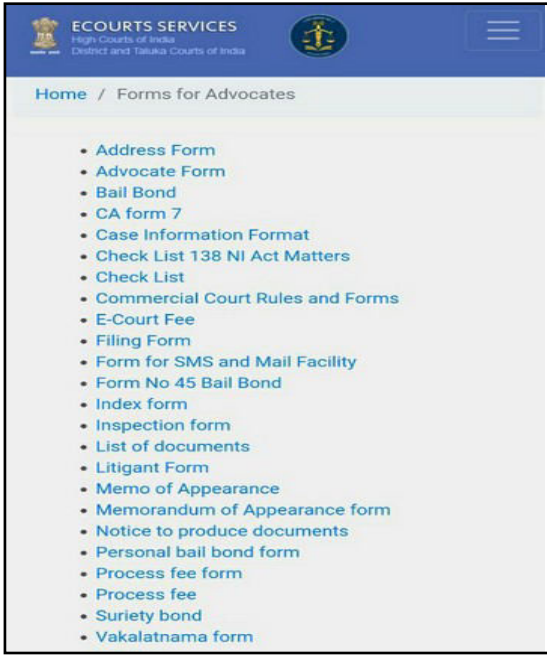 ECOURTS SERVICES
High Courts of India
District and Taluka Courts of India
Home / Forms for Advocates
• Address Form
• Advocate Form
• Bail Bond
• CA form 7
• Case Information Format
• Check List 138 NI Act Matters
• Check List
• Commercial Court Rules and Forms
• E-Court Fee
• Filing Form
• Form for SMS and Mail Facility
• Form No 45 Bail Bond
• Index form
• Inspection form
• List of documents
• Litigant Form
• Memo of Appearance
• Memorandum of Appearance form
• Notice to produce documents
• Personal bail bond form
• Process fee form
• Process fee
• Suriety bond
• Vakalatnama form